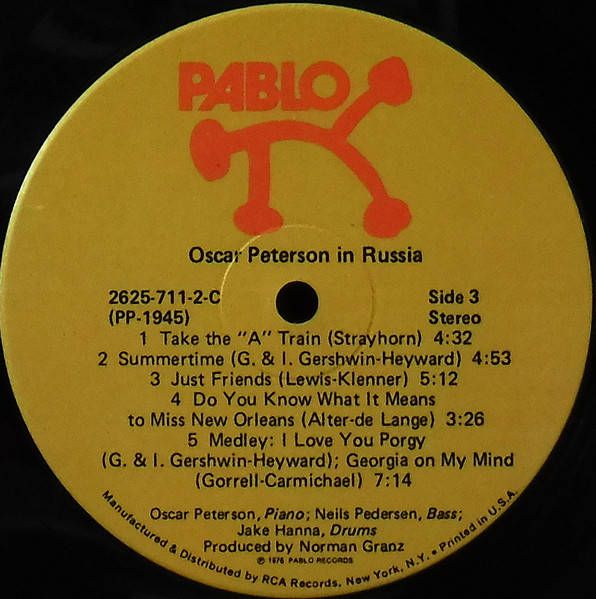 PABLO
Oscar Peterson in Russia
2625-711-2-C Side 3
(PP-1945) Stereo
1 Take the "A" Train (Strayhorn) 4:32
2 Summertime (G. & I. Gershwin-Heyward) 4:53
3 Just Friends (Lewis-Klenner) 5:12
4 Do You Know What It Means
to Miss New Orleans (Alter-de Lange) 3:26
5 Medley: I Love You Porgy
(G. & I. Gershwin-Heyward); Georgia on My Mind
(Gorrell-Carmichael) 7:14
Oscar Peterson, Piano; Neils Pedersen, Bass;
Jake Hanna, Drums
Produced by Norman Granz
℗ 1976 PABLO RECORDS
Manufactured & Distributed by RCA Records, New York, N.Y. • Printed in U.S.A.